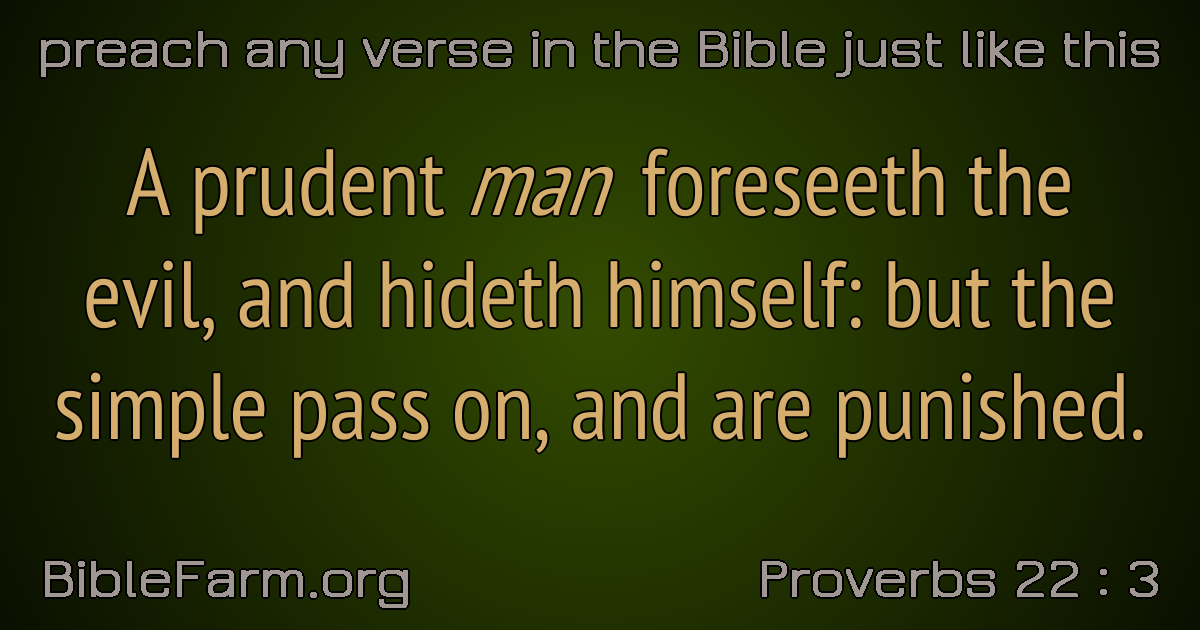 preach any verse in the Bible just like this
A prudent man foreseeth the
evil, and hideth himself: but the
simple pass on, and are punished.
BibleFarm.org
Proverbs 22 : 3